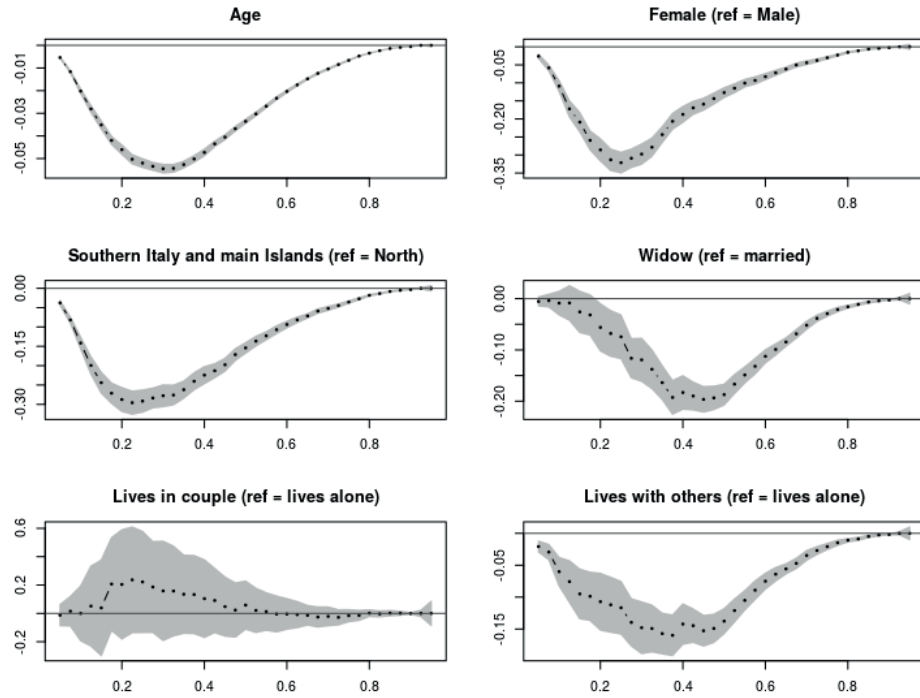 Age
-0.01
-0.03
-0.05
0.2 0.4 0.6 0.8
Female (ref = Male)
-0.05
-0.20
-0.35
0.2 0.4 0.6 0.8
Southern Italy and main Islands (ref = North)
0.00
-0.15
-0.30
0.2 0.4 0.6 0.8
Widow (ref = married)
0.00
-0.10
-0.20
0.2 0.4 0.6 0.8
Lives in couple (ref = lives alone)
0.6
0.2
-0.2
0.2 0.4 0.6 0.8
Lives with others (ref = lives alone)
-0.05
-0.15
0.2 0.4 0.6 0.8